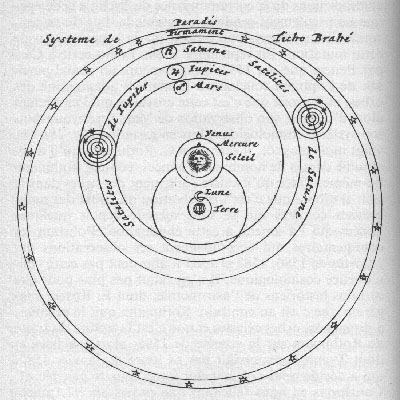 Paradis
Firmament
Systeme de Ticho Brahé
Saturne
Iupiter
Mars
Satelites de Iupiter
Satelites de Saturne
Venus
Mercure
Soleil
Lune
Terre